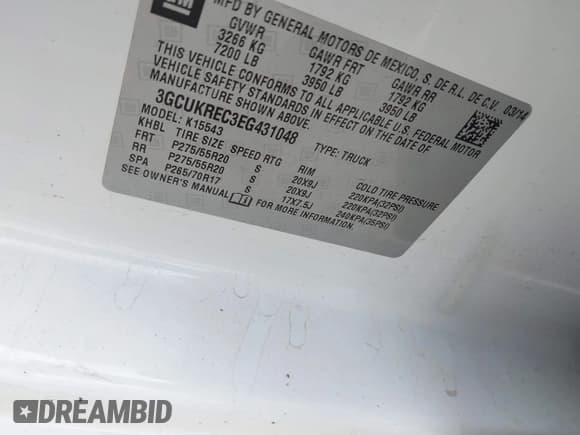 GM
MFD BY GENERAL MOTORS DE MEXICO, S. DE R.L. DE C.V. 03/14
GVWR GAWR FRT GAWR RR
3266 KG 1792 KG 1792 KG
7200 LB 3950 LB 3950 LB
THIS VEHICLE CONFORMS TO ALL APPLICABLE U.S. FEDERAL MOTOR
VEHICLE SAFETY STANDARDS IN EFFECT ON THE DATE OF
MANUFACTURE SHOWN ABOVE.
3GCUKREC3EG431048
MODEL: K15543 TYPE: TRUCK
KHBL TIRE SIZE SPEED RTG RIM COLD TIRE PRESSURE
FRT P275/55R20 S 20X9J 220KPA(32PSI)
RR P275/55R20 S 20X9J 220KPA(32PSI)
SPA P265/70R17 S 17X7.5J 240KPA(35PSI)
SEE OWNER'S MANUAL FOR MORE INFORMATION.
DREAMBID